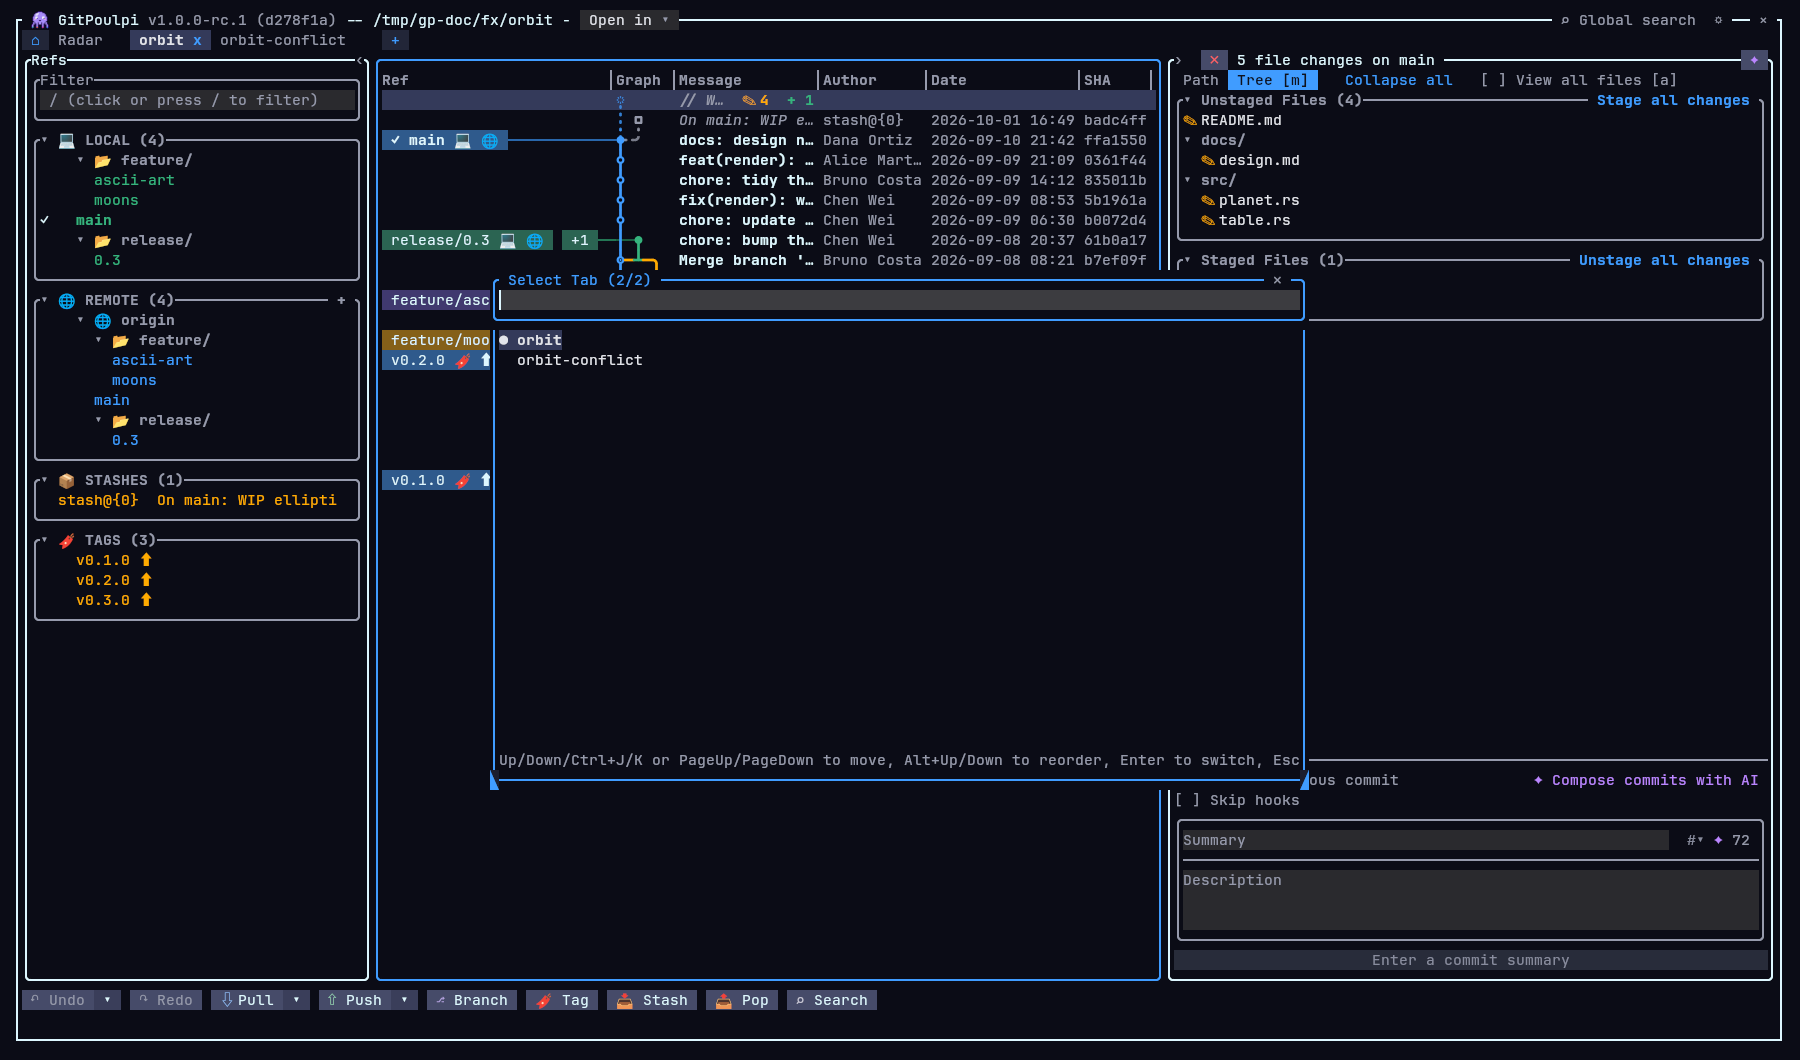 GitPoulpi v1.0.0-rc.1 (d278f1a) —— /tmp/gp-doc/fx/orbit - Open in ▾ ⌕ Global search ☼ ×
⌂ Radar orbit x orbit-conflict +
Refs ‹ › ✕ 5 file changes on main ✦
Filter Ref Graph Message Author Date SHA Path Tree [m] Collapse all [ ] View all files [a]
/ (click or press / to filter) // W… ✎ 4 + 1 ▾ Unstaged Files (4) Stage all changes
On main: WIP e… stash@{0} 2026-10-01 16:49 badc4ff ✎ README.md
▾ LOCAL (4) ✓ main docs: design n… Dana Ortiz 2026-09-10 21:42 ffa1550 ▾ docs/
▾ feature/ feat(render): … Alice Mart… 2026-09-09 21:09 0361f44 ✎ design.md
ascii-art chore: tidy th… Bruno Costa 2026-09-09 14:12 835011b ▾ src/
moons fix(render): w… Chen Wei 2026-09-09 08:53 5b1961a ✎ planet.rs
✓ main chore: update … Chen Wei 2026-09-09 06:30 b0072d4 ✎ table.rs
▾ release/ release/0.3 +1 chore: bump th… Chen Wei 2026-09-08 20:37 61b0a17
0.3 Merge branch '… Bruno Costa 2026-09-08 08:21 b7ef09f ▾ Staged Files (1) Unstage all changes
Select Tab (2/2) ×
▾ REMOTE (4) + feature/asc
▾ origin
▾ feature/ feature/moo ● orbit
ascii-art v0.2.0 ⬆ orbit-conflict
moons
main
▾ release/
0.3
▾ STASHES (1) v0.1.0 ⬆
stash@{0} On main: WIP ellipti
▾ TAGS (3)
v0.1.0 ⬆
v0.2.0 ⬆
v0.3.0 ⬆
Up/Down/Ctrl+J/K or PageUp/PageDown to move, Alt+Up/Down to reorder, Enter to switch, Esc
ous commit ✦ Compose commits with AI
[ ] Skip hooks
Summary #▾ ✦ 72
Description
Enter a commit summary
↶ Undo ▾ ↷ Redo ⇩ Pull ▾ ⇧ Push ▾ Branch Tag Stash Pop ⌕ Search